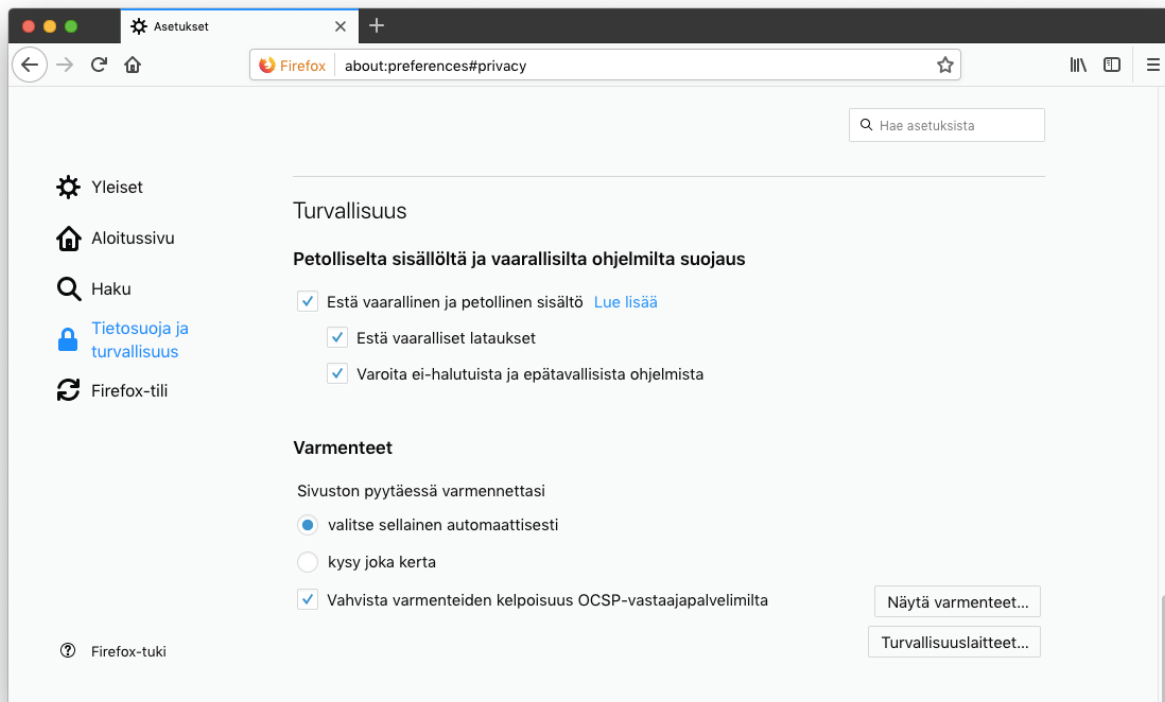 Asetukset
Firefox about:preferences#privacy
Hae asetuksista
Yleiset
Aloitussivu
Haku
Tietosuoja ja
turvallisuus
Firefox-tili
Firefox-tuki
Turvallisuus
Petolliselta sisällöltä ja vaarallisilta ohjelmilta suojaus
Estä vaarallinen ja petollinen sisältö Lue lisää
Estä vaaralliset lataukset
Varoita ei-halutuista ja epätavallisista ohjelmista
Varmenteet
Sivuston pyytäessä varmennettasi
valitse sellainen automaattisesti
kysy joka kerta
Vahvista varmenteiden kelpoisuus OCSP-vastaajapalvelimilta
Näytä varmenteet...
Turvallisuuslaitteet...